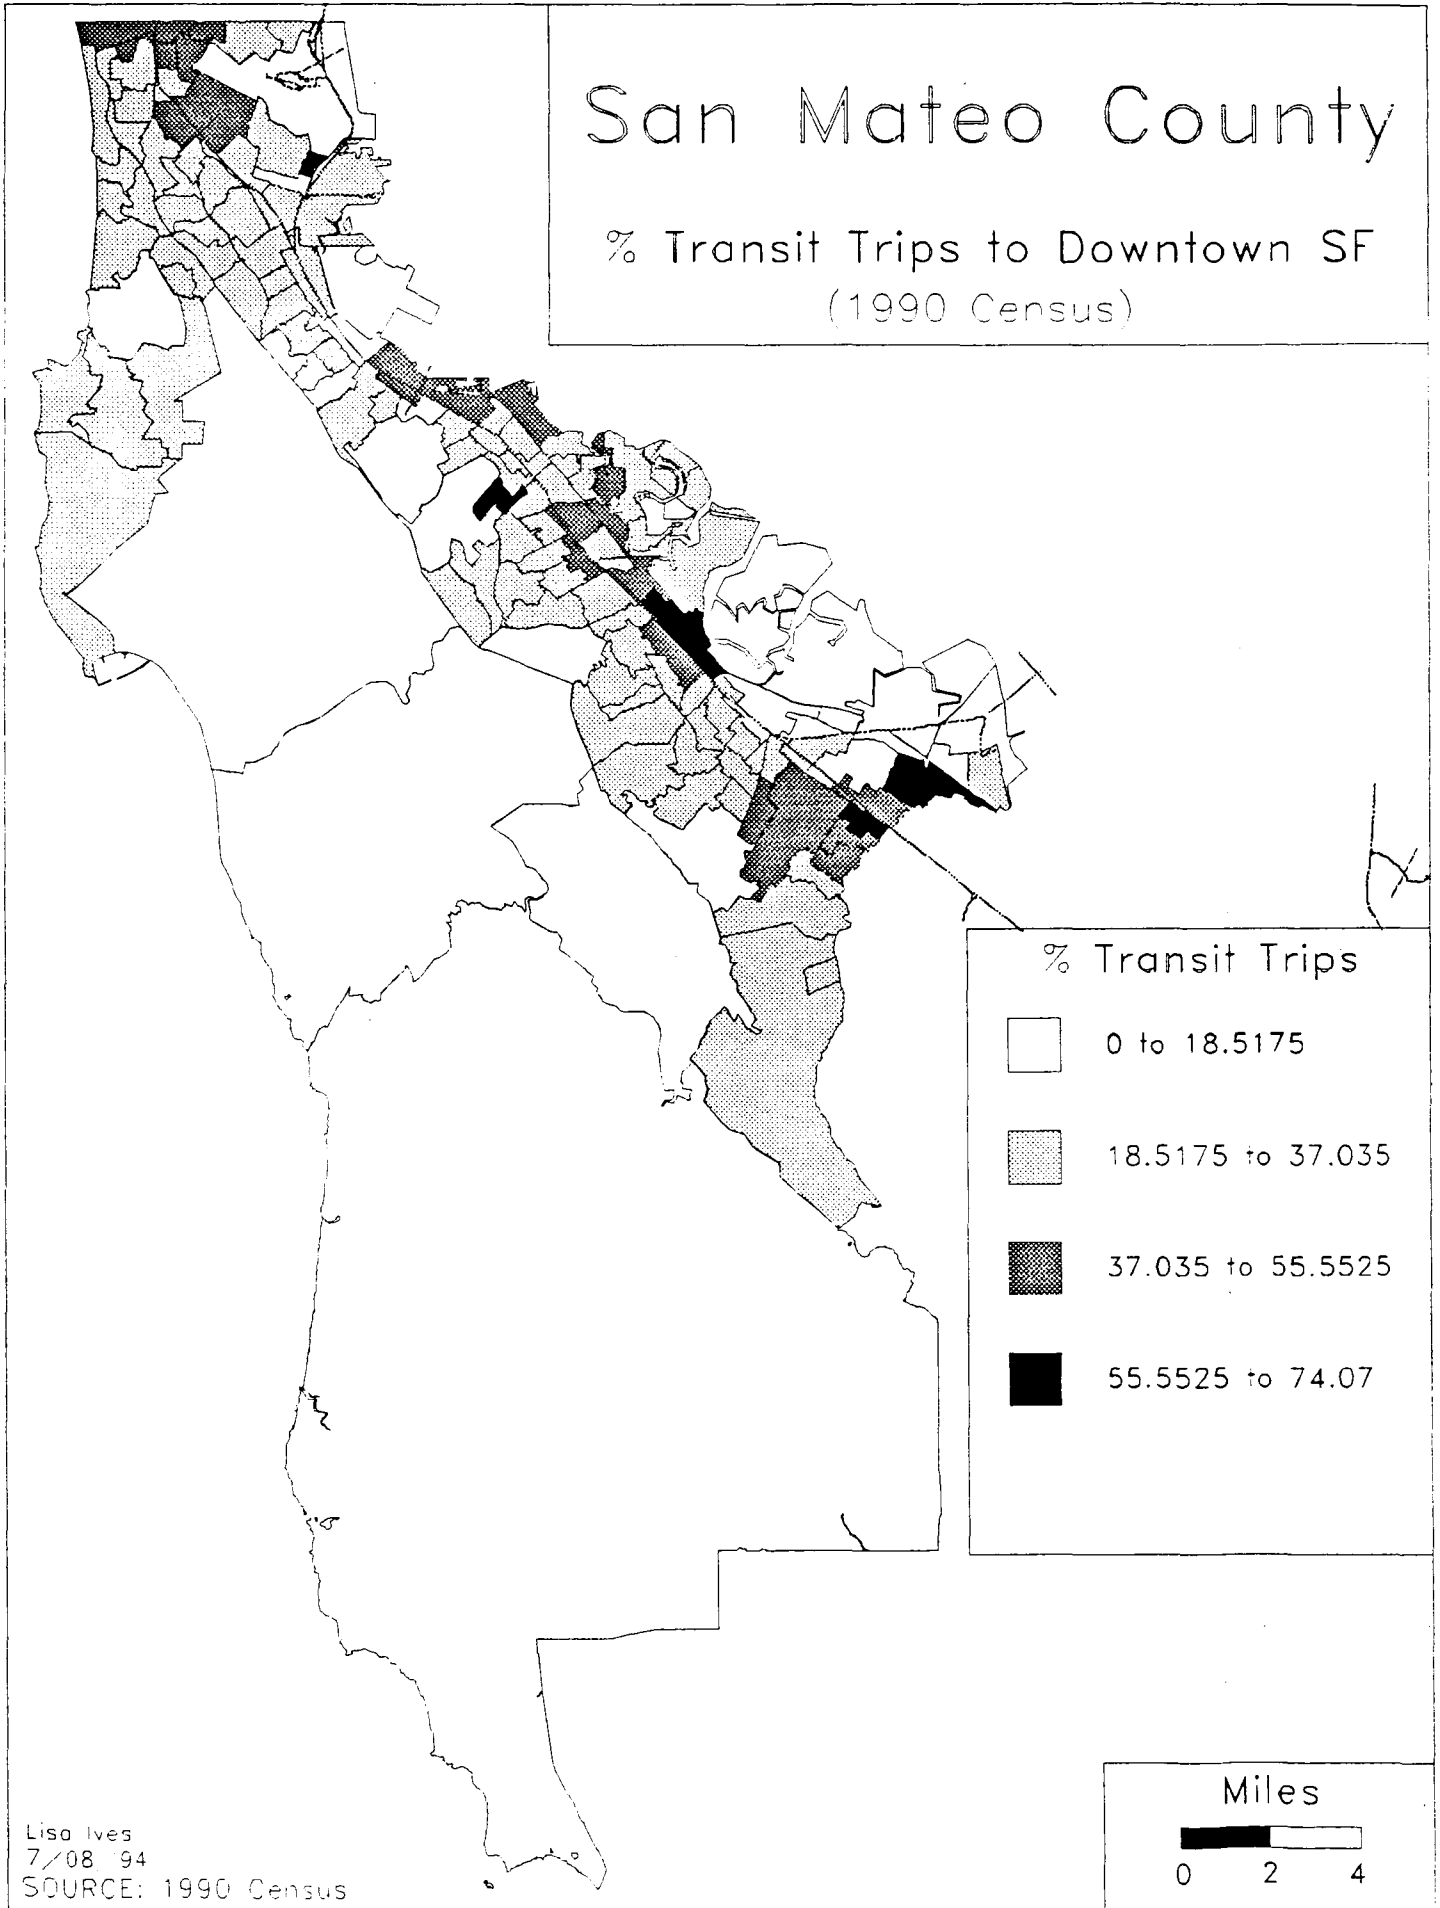 San Mateo County
% Transit Trips to Downtown SF
(1990 Census)
% Transit Trips
0 to 18.5175
18.5175 to 37.035
37.035 to 55.5525
55.5525 to 74.07
Miles
0 2 4
Lisa Ives
7/08 94
SOURCE: 1990 Census